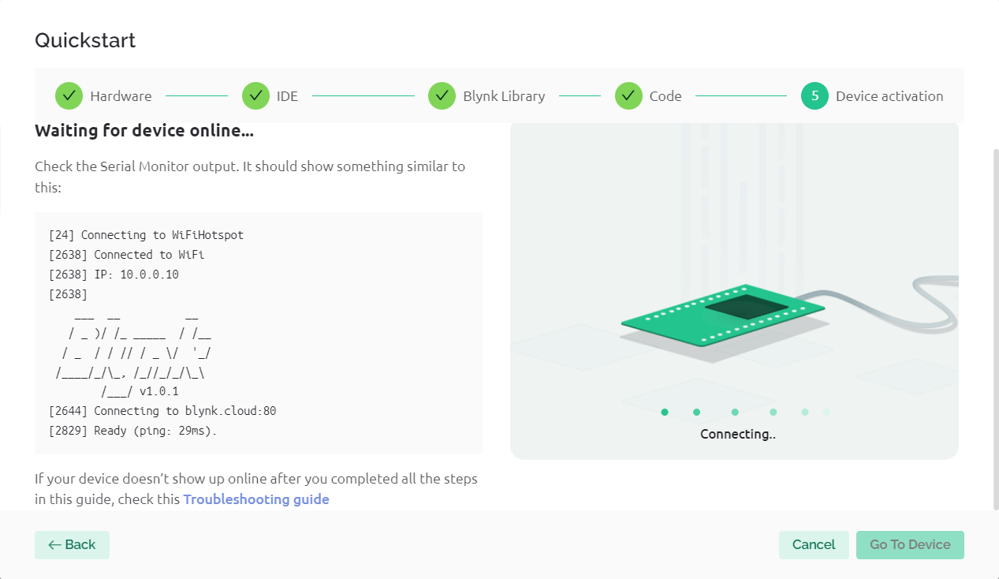 Quickstart
Hardware
IDE
Blynk Library
Code
5 Device activation
Waiting for device online...
Check the Serial Monitor output. It should show something similar to
this:
[24] Connecting to WiFiHotspot
[2638] Connected to WiFi
[2638] IP: 10.0.0.10
[2638]
    ___  __          __
   / _ )/ /_ _____  / /__
  / _  / / // / _ \/  '_/
 /____/_/\_, /_//_/_/\_\
        /___/ v1.0.1
[2644] Connecting to blynk.cloud:80
[2829] Ready (ping: 29ms).
If your device doesn’t show up online after you completed all the steps
in this guide, check this Troubleshooting guide
Connecting..
← Back
Cancel
Go To Device